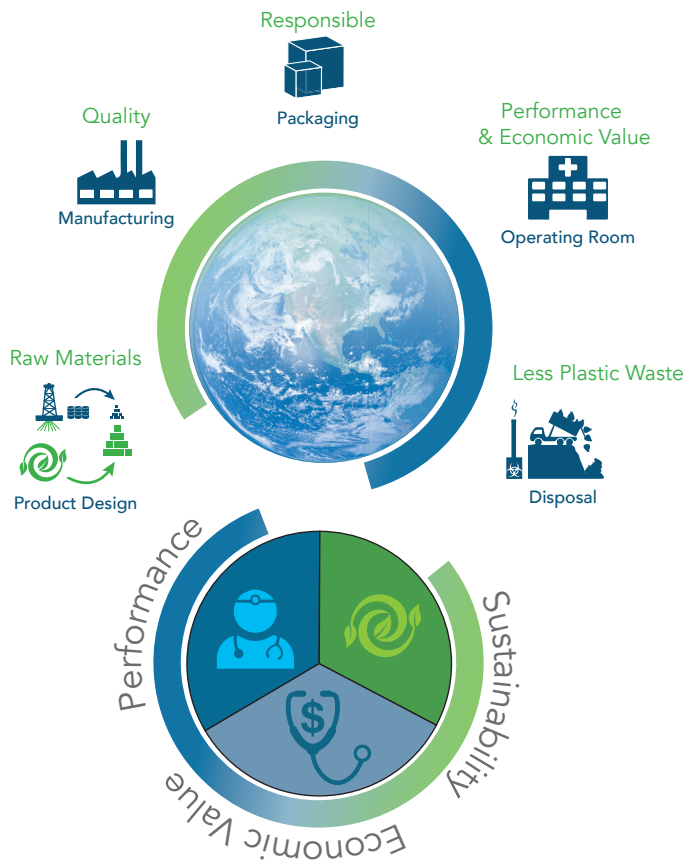 Responsible
Packaging
Quality
Manufacturing
Performance
& Economic Value
Operating Room
Raw Materials
Product Design
Less Plastic Waste
Disposal
Performance
Sustainability
$
Economic Value